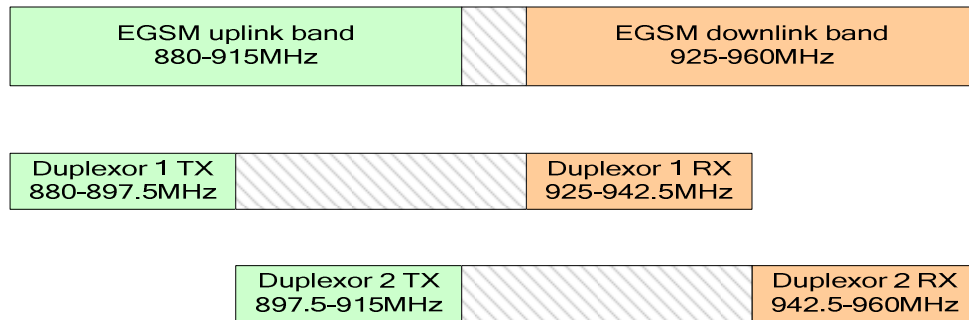 EGSM uplink band
880-915MHz
EGSM downlink band
925-960MHz
Duplexor 1 TX
880-897.5MHz
Duplexor 1 RX
925-942.5MHz
Duplexor 2 TX
897.5-915MHz
Duplexor 2 RX
942.5-960MHz